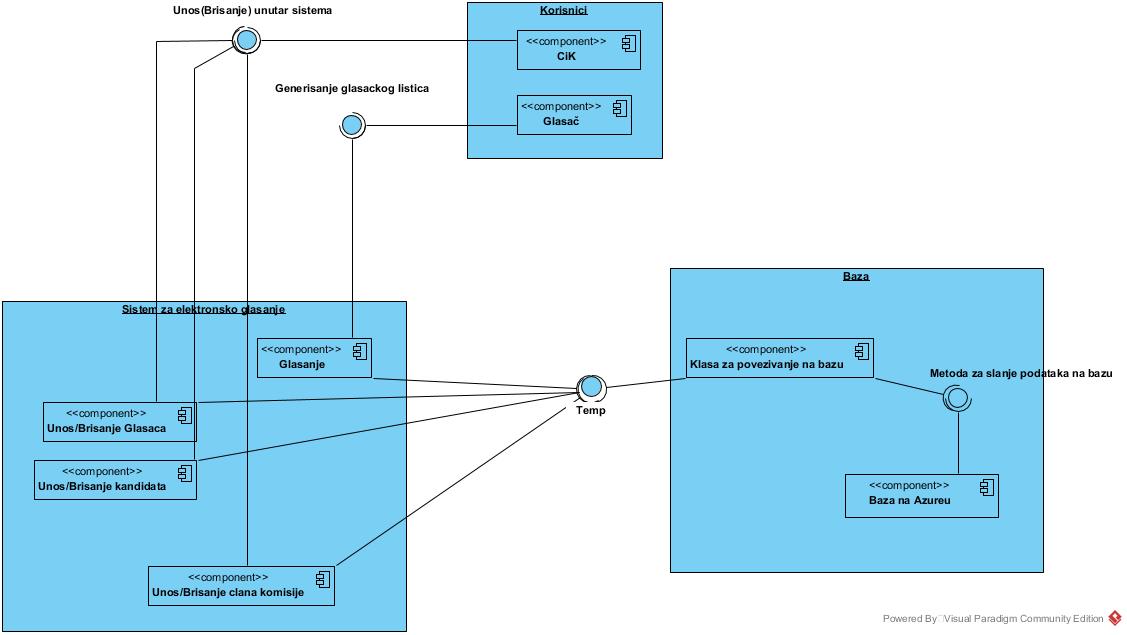 Unos(Brisanje) unutar sistema
Korisnici
<<component>>
CiK
Generisanje glasackog listica
<<component>>
Glasač
Sistem za elektronsko glasanje
<<component>>
Glasanje
<<component>>
Unos/Brisanje Glasaca
<<component>>
Unos/Brisanje kandidata
<<component>>
Unos/Brisanje clana komisije
Temp
Baza
<<component>>
Klasa za povezivanje na bazu
Metoda za slanje podataka na bazu
<<component>>
Baza na Azureu
Powered By Visual Paradigm Community Edition